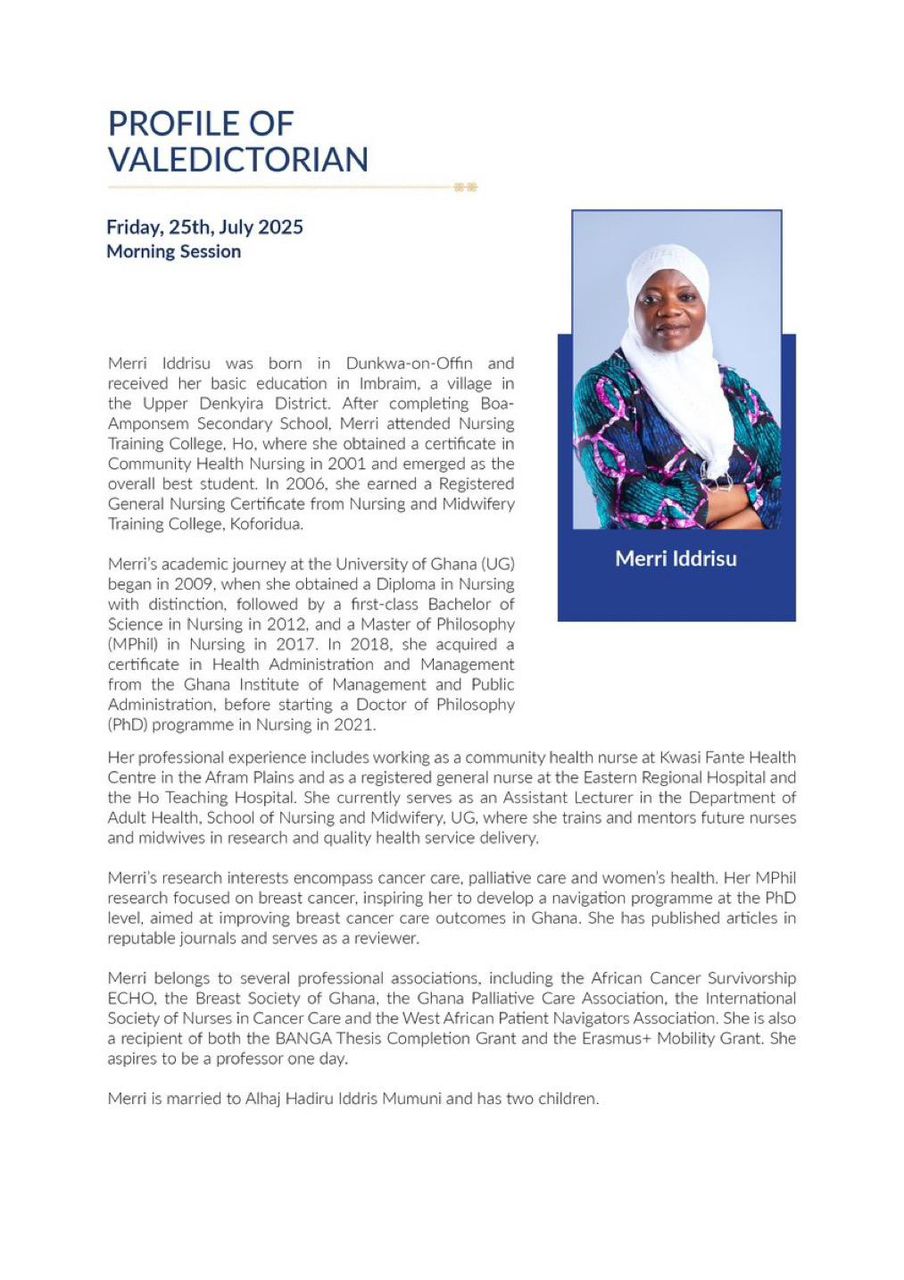 PROFILE OF
VALEDICTORIAN
Friday, 25th, July 2025
Morning Session
Merri Iddrisu was born in Dunkwa-on-Offin and
received her basic education in Imbraim, a village in
the Upper Denkyira District. After completing Boa-
Amponsem Secondary School, Merri attended Nursing
Training College, Ho, where she obtained a certificate in
Community Health Nursing in 2001 and emerged as the
overall best student. In 2006, she earned a Registered
General Nursing Certificate from Nursing and Midwifery
Training College, Koforidua.
Merri's academic journey at the University of Ghana (UG)
began in 2009, when she obtained a Diploma in Nursing
with distinction, followed by a first-class Bachelor of
Science in Nursing in 2012, and a Master of Philosophy
(MPhil) in Nursing in 2017. In 2018, she acquired a
certificate in Health Administration and Management
from the Ghana Institute of Management and Public
Administration, before starting a Doctor of Philosophy
(PhD) programme in Nursing in 2021.
Merri Iddrisu
Her professional experience includes working as a community health nurse at Kwasi Fante Health
Centre in the Afram Plains and as a registered general nurse at the Eastern Regional Hospital and
the Ho Teaching Hospital. She currently serves as an Assistant Lecturer in the Department of
Adult Health, School of Nursing and Midwifery, UG, where she trains and mentors future nurses
and midwives in research and quality health service delivery.
Merri's research interests encompass cancer care, palliative care and women's health. Her MPhil
research focused on breast cancer, inspiring her to develop a navigation programme at the PhD
level, aimed at improving breast cancer care outcomes in Ghana. She has published articles in
reputable journals and serves as a reviewer.
Merri belongs to several professional associations, including the African Cancer Survivorship
ECHO, the Breast Society of Ghana, the Ghana Palliative Care Association, the International
Society of Nurses in Cancer Care and the West African Patient Navigators Association. She is also
a recipient of both the BANGA Thesis Completion Grant and the Erasmus+ Mobility Grant. She
aspires to be a professor one day.
Merri is married to Alhaj Hadiru Iddris Mumuni and has two children.